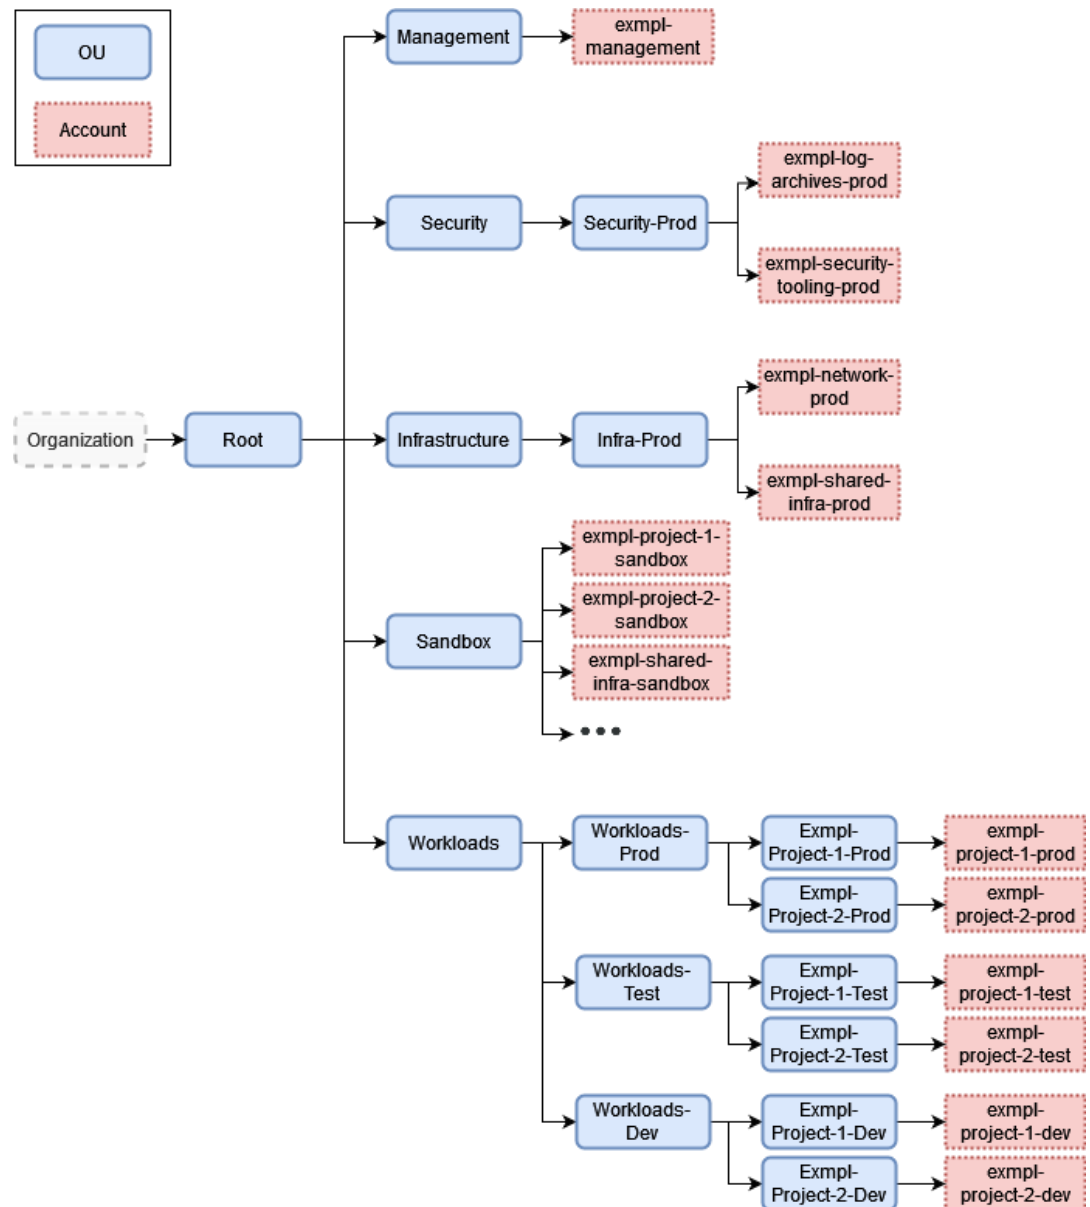 OU
Account
Management
exmpl-
management
Security
Security-Prod
exmpl-log-
archives-prod
exmpl-security-
tooling-prod
Organization
Root
Infrastructure
Infra-Prod
exmpl-network-
prod
exmpl-shared-
infra-prod
Sandbox
exmpl-project-1-
sandbox
exmpl-project-2-
sandbox
exmpl-shared-
infra-sandbox
•••
Workloads
Workloads-
Prod
Exmpl-
Project-1-Prod
exmpl-
project-1-prod
Exmpl-
Project-2-Prod
exmpl-
project-2-prod
Workloads-
Test
Exmpl-
Project-1-Test
exmpl-
project-1-test
Exmpl-
Project-2-Test
exmpl-
project-2-test
Workloads-
Dev
Exmpl-
Project-1-Dev
exmpl-
project-1-dev
Exmpl-
Project-2-Dev
exmpl-
project-2-dev